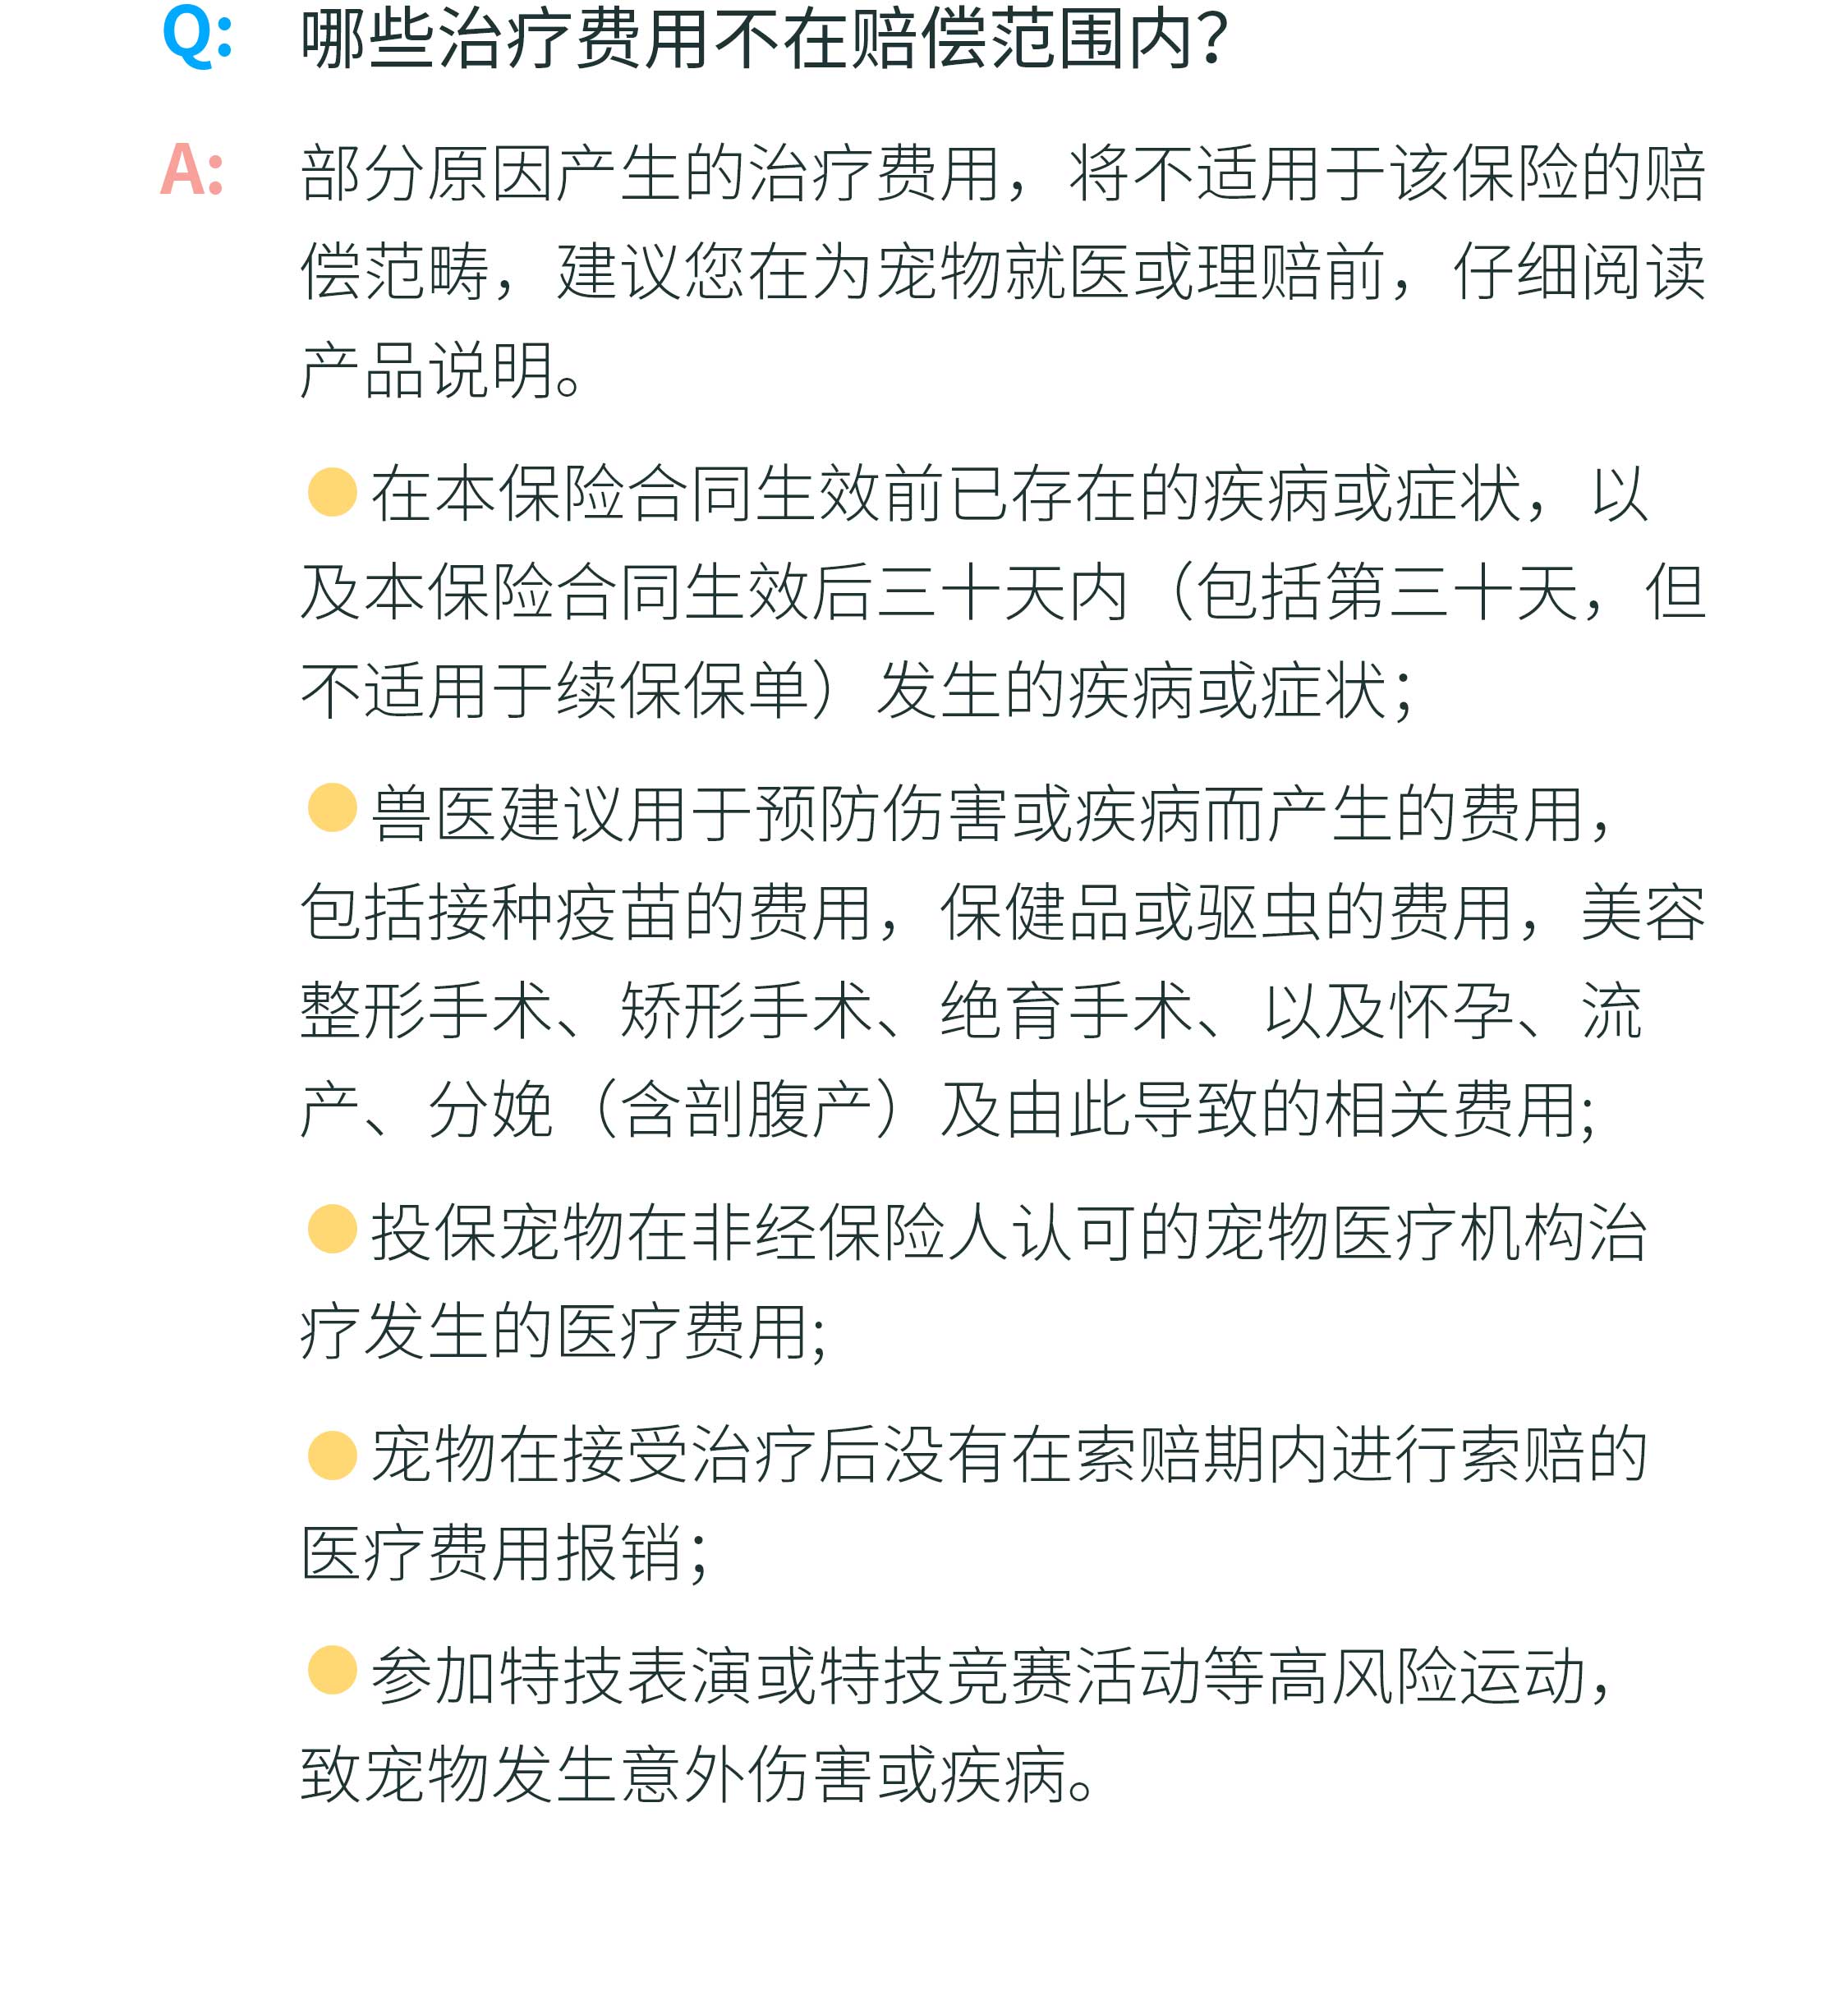 Q: 哪些治疗费用不在赔偿范围内?
A: 部分原因产生的治疗费用，将不适用于该保险的赔
偿范畴，建议您在为宠物就医或理赔前，仔细阅读
产品说明。
●在本保险合同生效前已存在的疾病或症状，以
及本保险合同生效后三十天内（包括第三十天，但
不适用于续保保单）发生的疾病或症状；
●兽医建议用于预防伤害或疾病而产生的费用，
包括接种疫苗的费用，保健品或驱虫的费用，美容
整形手术、矫形手术、绝育手术、以及怀孕、流
产、分娩（含剖腹产）及由此导致的相关费用;
●投保宠物在非经保险人认可的宠物医疗机构治
疗发生的医疗费用;
●宠物在接受治疗后没有在索赔期内进行索赔的
医疗费用报销；
●参加特技表演或特技竞赛活动等高风险运动，
致宠物发生意外伤害或疾病。